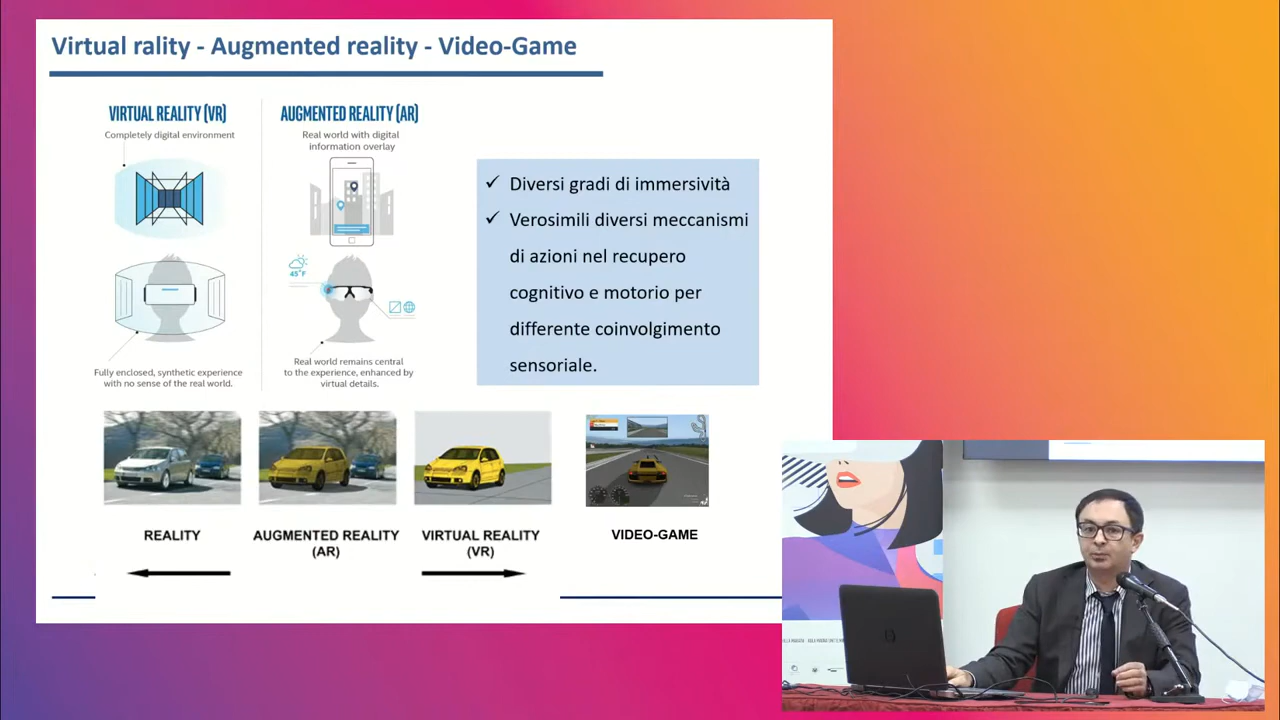 Virtual rality - Augmented reality - Video-Game
VIRTUAL REALITY (VR)
Completely digital environment
Fully enclosed, synthetic experience
with no sense of the real world.
AUGMENTED REALITY (AR)
Real world with digital
information overlay
45°F
Real world remains central
to the experience, enhanced by
virtual details.
✓ Diversi gradi di immersività
✓ Verosimili diversi meccanismi
di azioni nel recupero
cognitivo e motorio per
differente coinvolgimento
sensoriale.
REALITY
AUGMENTED REALITY
(AR)
VIRTUAL REALITY
(VR)
VIDEO-GAME